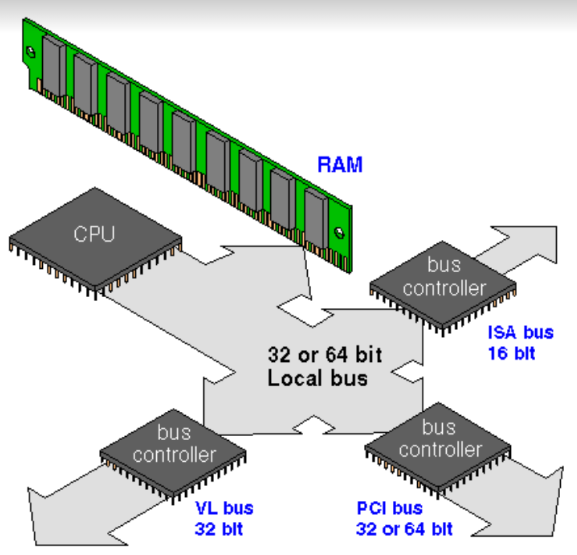 RAM
CPU
bus
controller
ISA bus
16 bit
32 or 64 bit
Local bus
bus
controller
VL bus
32 bit
bus
controller
PCI bus
32 or 64 bit